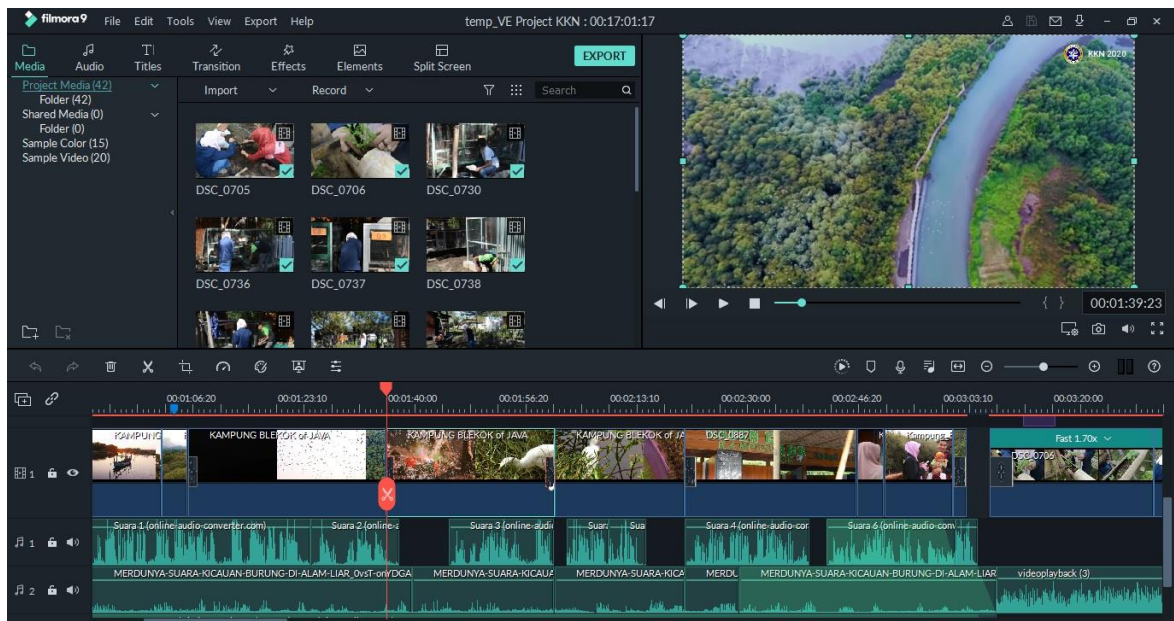 filmora9 File Edit Tools View Export Help temp_VE Project KKN : 00:17:01:17
Media Audio Titles Transition Effects Elements Split Screen EXPORT
Project Media (42)
Folder (42)
Shared Media (0)
Folder (0)
Sample Color (15)
Sample Video (20)
Import Record Search
DSC_0705 DSC_0706 DSC_0730
DSC_0736 DSC_0737 DSC_0738
KKN 2020
{ } 00:01:39:23
00:01:06:20 00:01:23:10 00:01:40:00 00:01:56:20 00:02:13:10 00:02:30:00 00:02:46:20 00:03:03:10 00:03:20:00
KAMPUNG KAMPUNG BLEKOK of JAVA KAMPUNG BLEKOK of JAVA KAMPUNG BLEKOK of JA DSC_0887 K Kampung
Fast 1.70x
DSC_0706
1
Suara 1 (online-audio-converter.com) Suara 2 (online-a Suara 3 (online-audi Suar Sua Suara 4 (online-audio-cor Suara 6 (online-audio-con
1
MERDUNYA-SUARA-KICAUAN-BURUNG-DI-ALAM-LIAR_0vsT-onYDGA MERDUNYA-SUARA-KICAUA MERDUNYA-SUARA-KICA MERDU MERDUNYA-SUARA-KICAUAN-BURUNG-DI-ALAM-LIAR videoplayback (3)
2